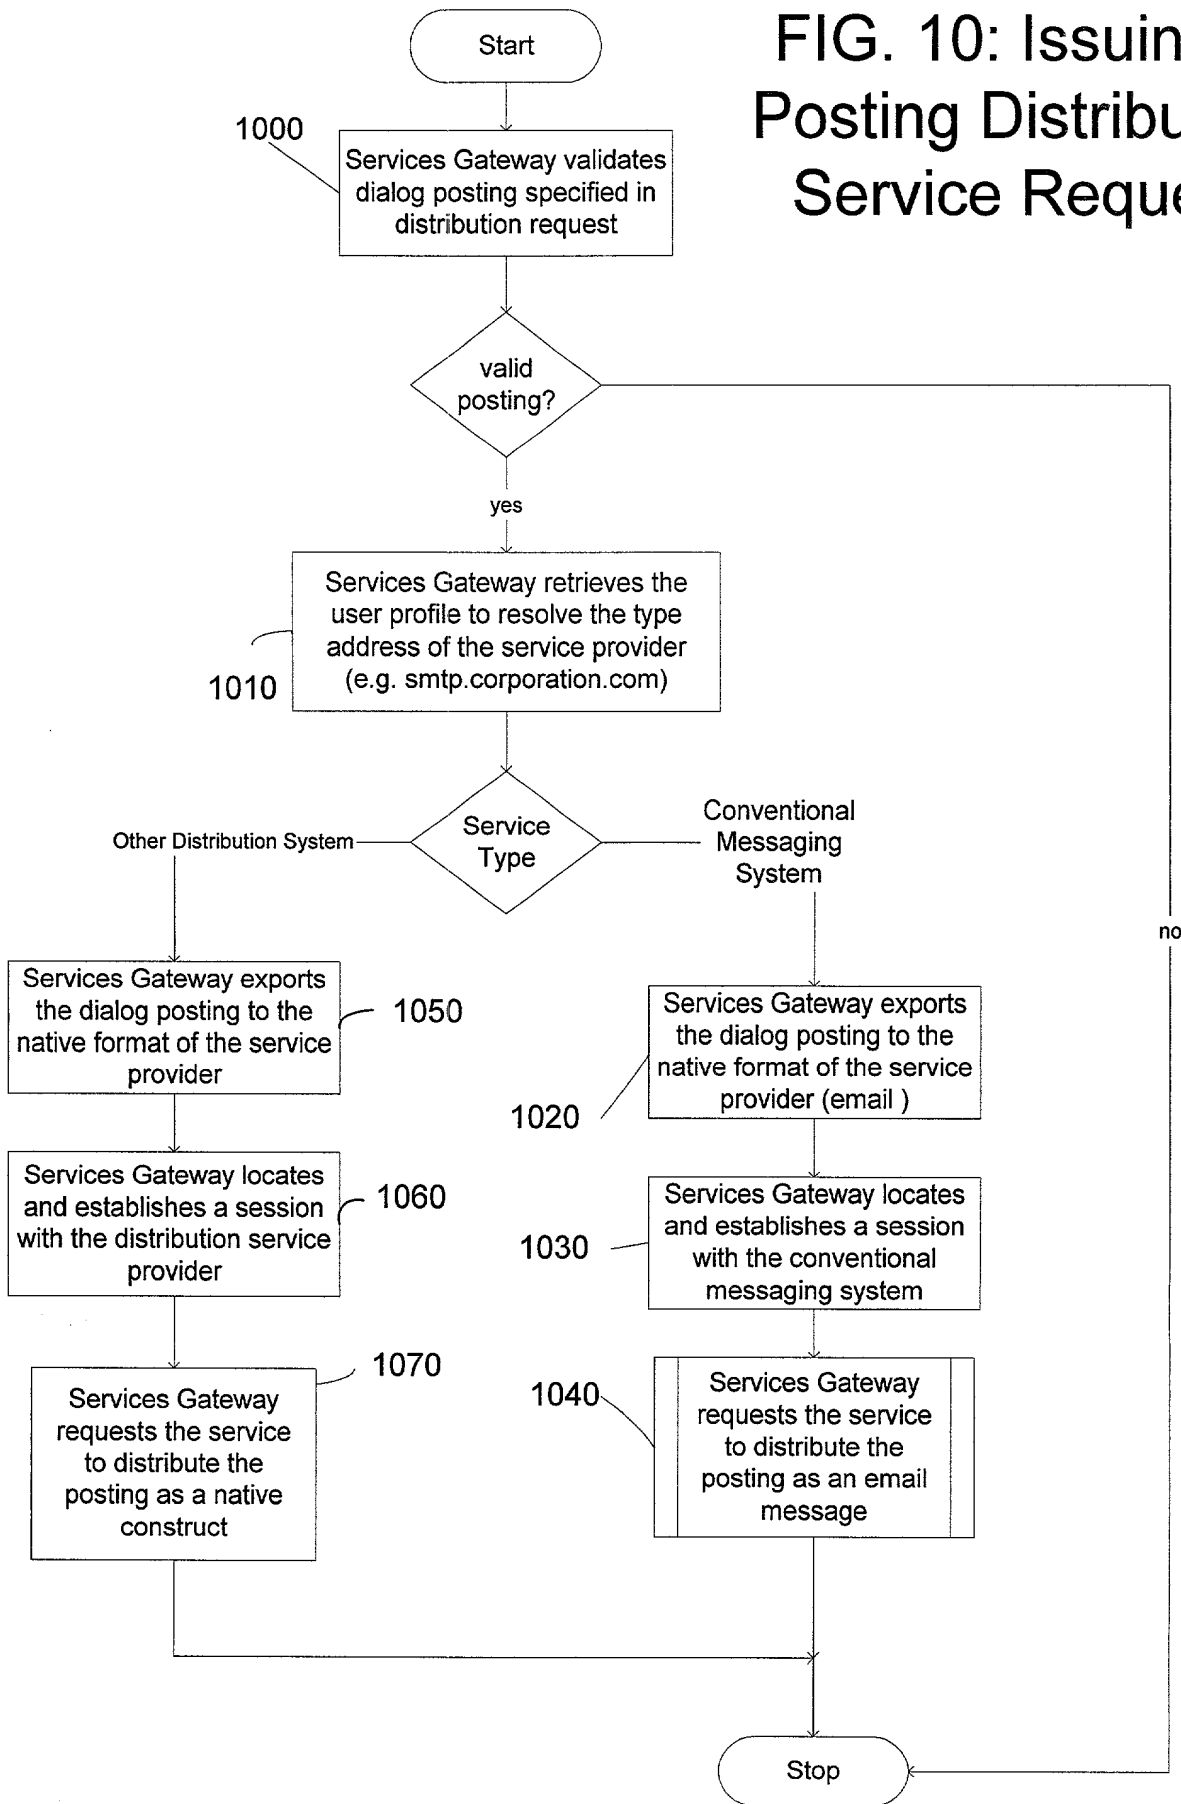 Start
FIG. 10: Issuin
Posting Distribu
Service Reque
1000
Services Gateway validates
dialog posting specified in
distribution request
valid
posting?
yes
Services Gateway retrieves the
user profile to resolve the type
address of the service provider
(e.g. smtp.corporation.com)
1010
Service
Type
Other Distribution System
Conventional
Messaging
System
no
Services Gateway exports
the dialog posting to the
native format of the service
provider
1050
Services Gateway exports
the dialog posting to the
native format of the service
provider (email )
1020
Services Gateway locates
and establishes a session
with the distribution service
provider
1060
Services Gateway locates
and establishes a session
with the conventional
messaging system
1030
Services Gateway
requests the service
to distribute the
posting as a native
construct
1070
Services Gateway
requests the service
to distribute the
posting as an email
message
1040
Stop